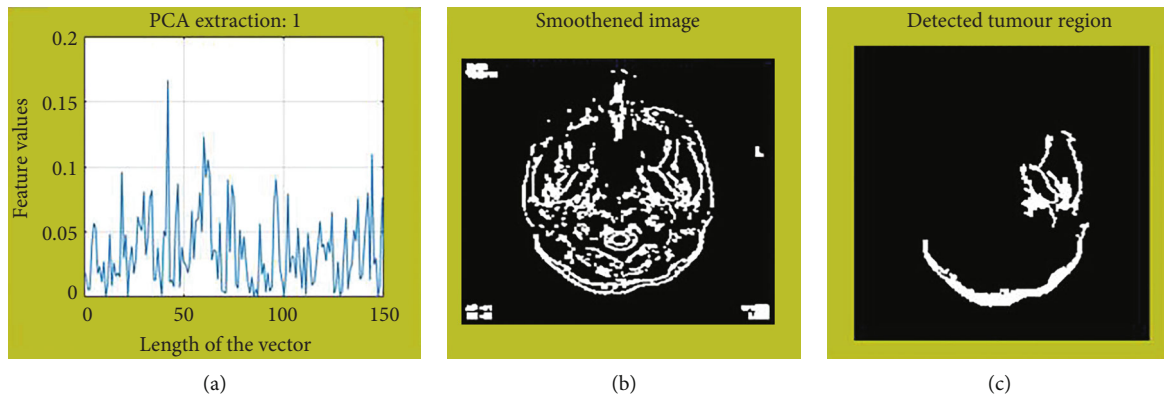 PCA extraction: 1
0.2
0.15
0.1
0.05
0
Feature values
0 50 100 150
Length of the vector
(a)
Smoothened image
L
(b)
Detected tumour region
(c)